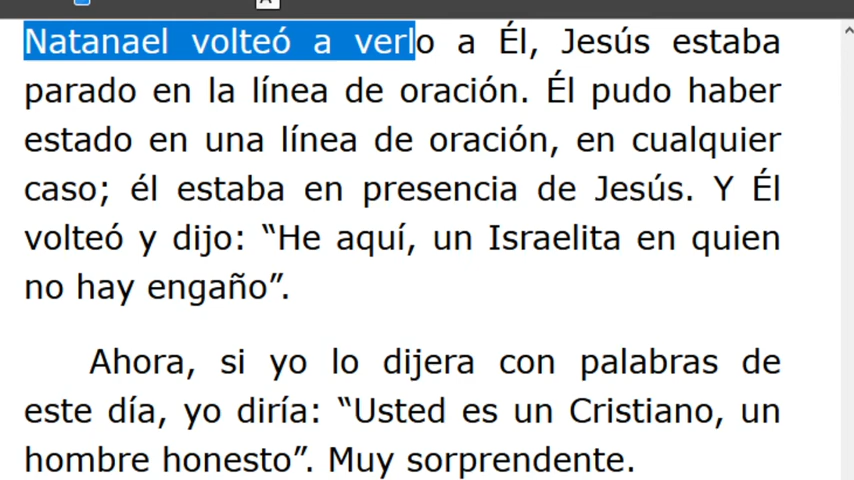 Natanael volteó a verlo a Él, Jesús estaba
parado en la línea de oración. Él pudo haber
estado en una línea de oración, en cualquier
caso; él estaba en presencia de Jesús. Y Él
volteó y dijo: “He aquí, un Israelita en quien
no hay engaño”.
Ahora, si yo lo dijera con palabras de
este día, yo diría: “Usted es un Cristiano, un
hombre honesto”. Muy sorprendente.